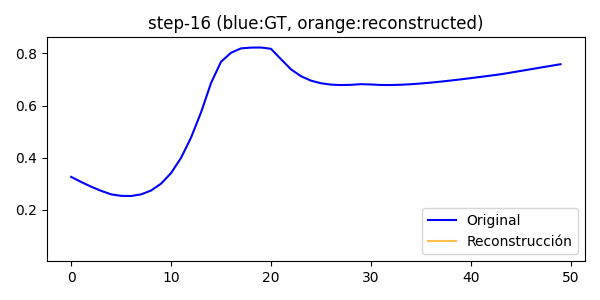 step-16 (blue:GT, orange:reconstructed)
0.8
0.6
0.4
0.2
Original
Reconstrucción
0 10 20 30 40 50